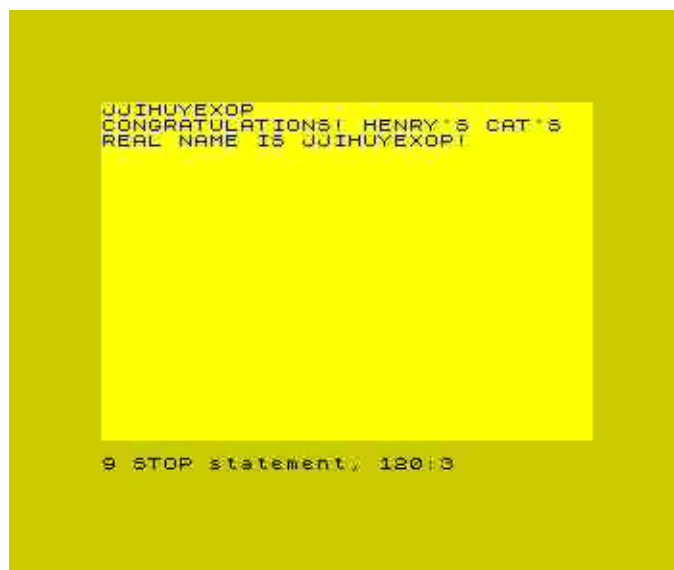 JJIHUYEXOP
CONGRATULATIONS! HENRY'S CAT'S
REAL NAME IS JJIHUYEXOP!
9 STOP statement, 120:3